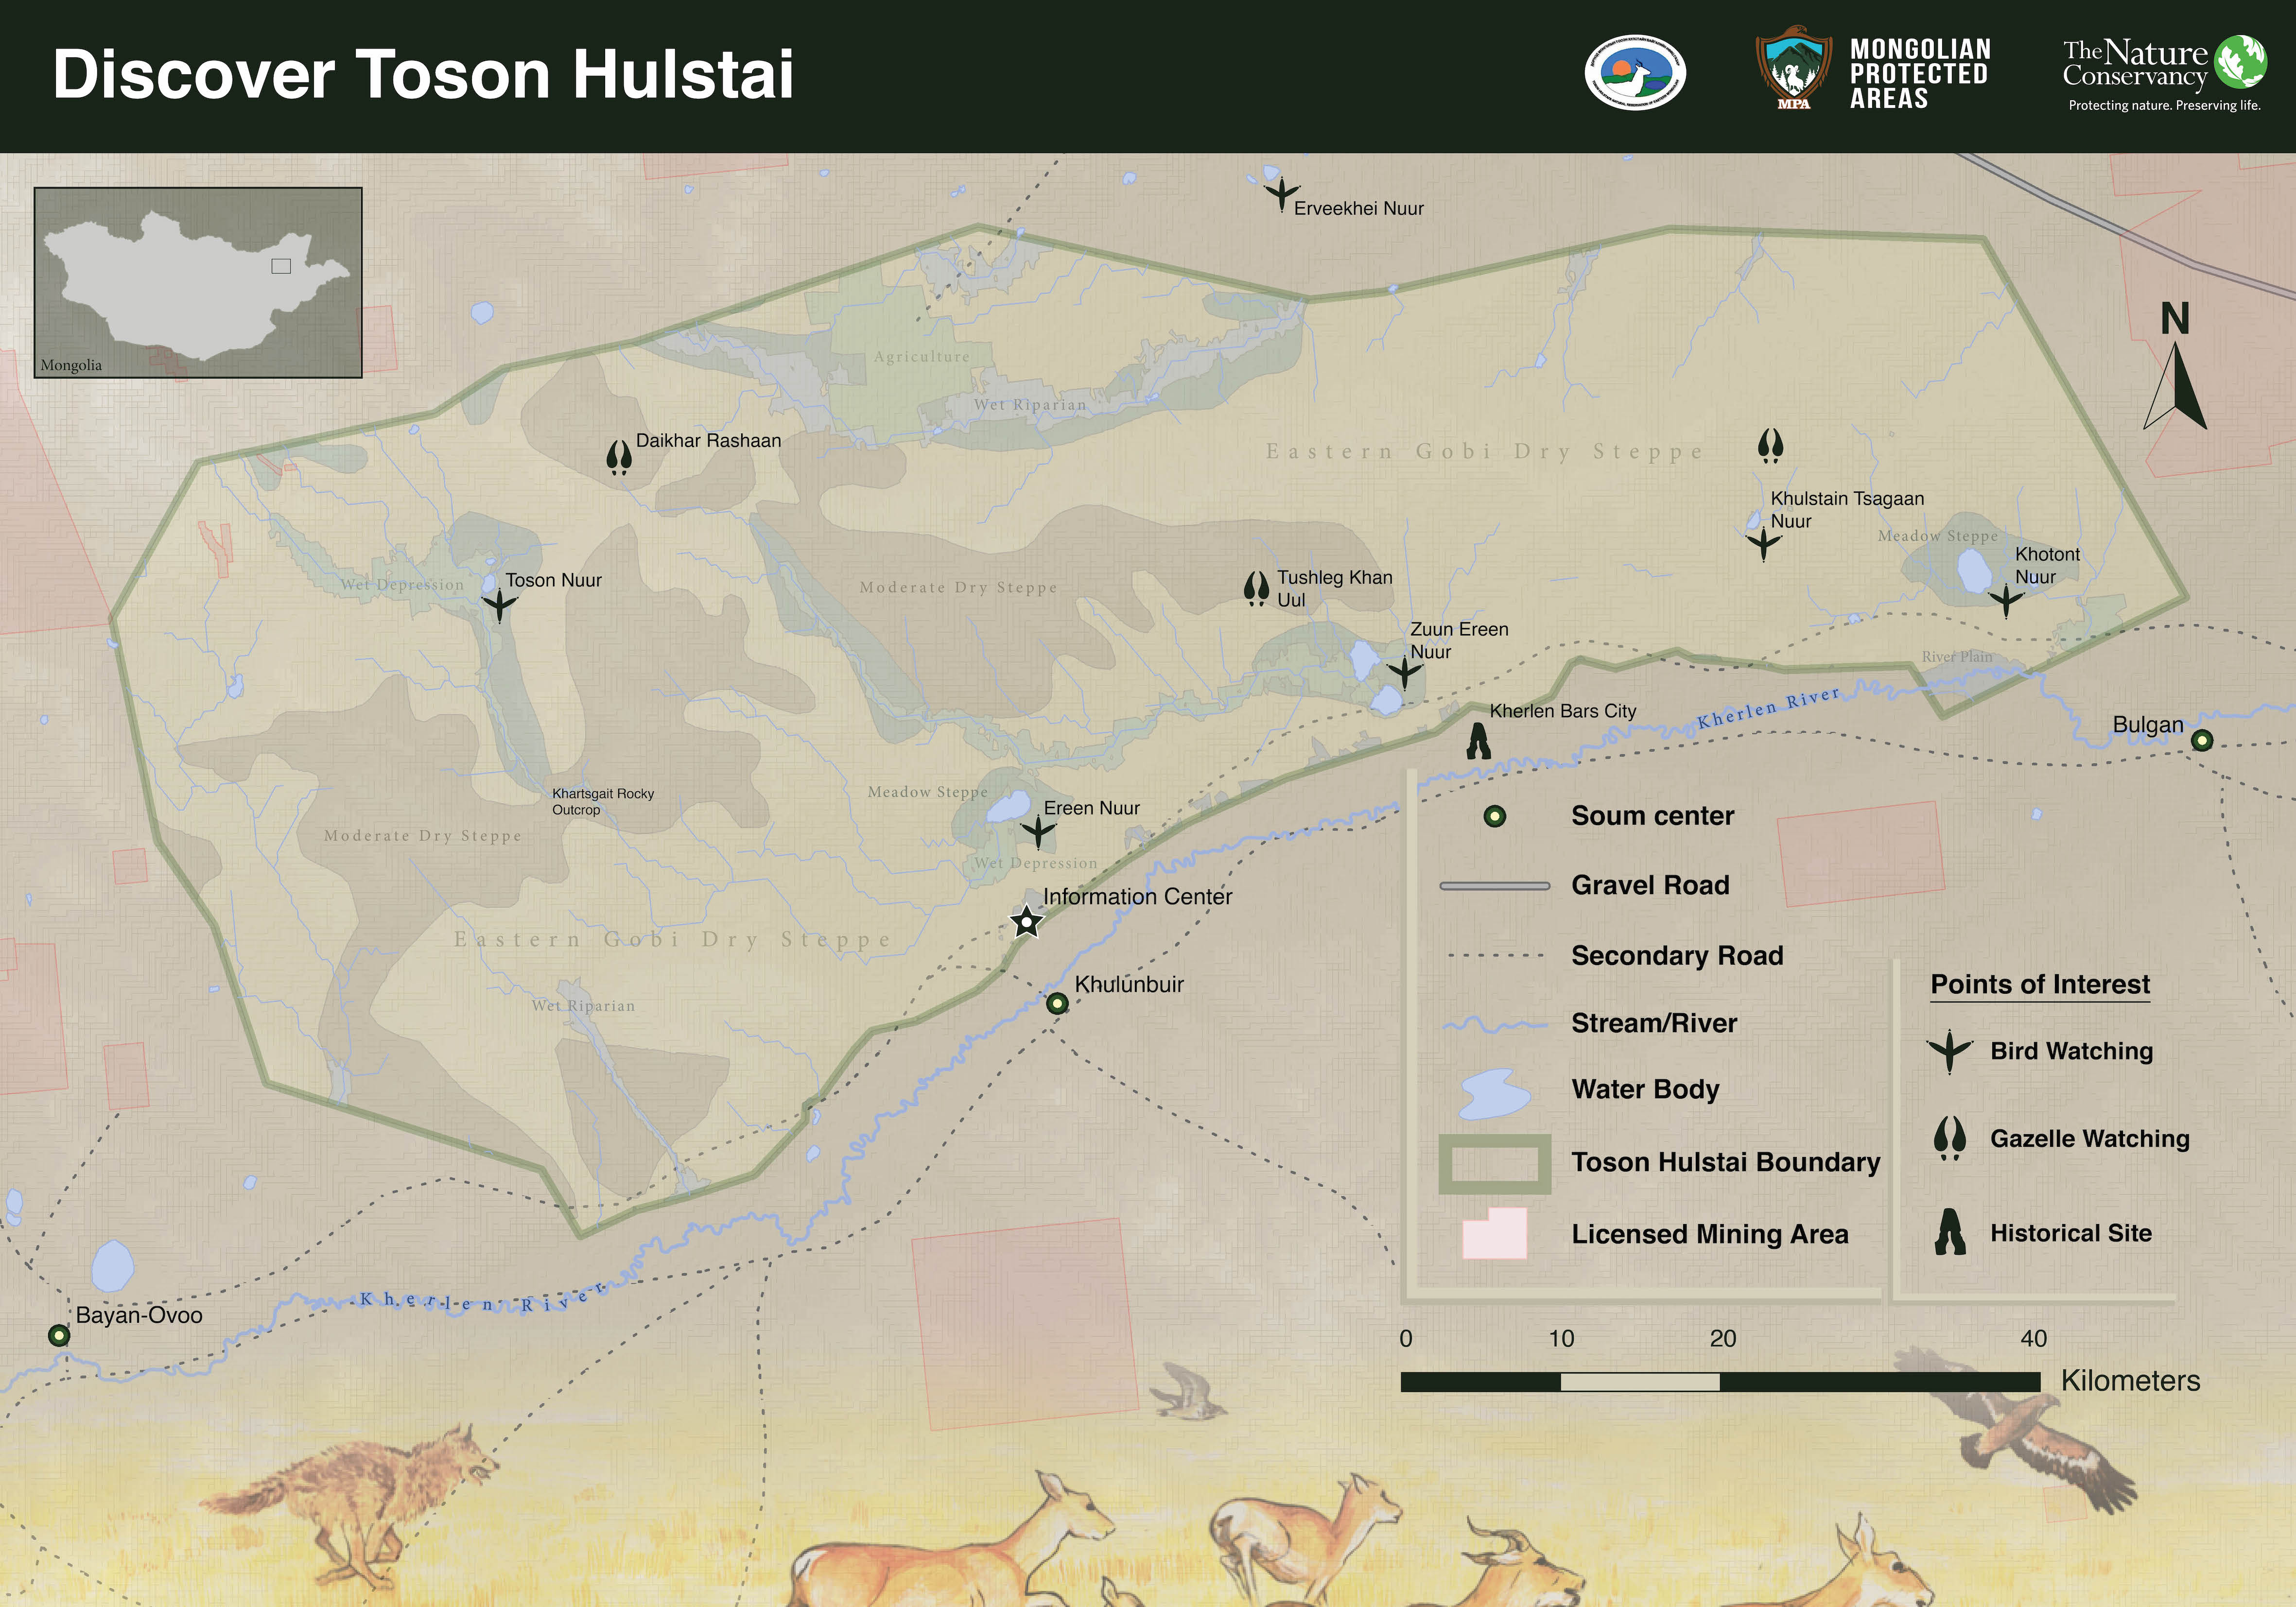 Discover Toson Hulstai
MPA
MONGOLIAN
PROTECTED
AREAS
The Nature
Conservancy
Protecting nature. Preserving life.
Mongolia
Erveekhei Nuur
N
Agriculture
Wet Riparian
Daikhar Rashaan
Eastern Gobi Dry Steppe
Khulstain Tsagaan
Nuur
Meadow Steppe
Khotont
Nuur
Wet Depression
Toson Nuur
Moderate Dry Steppe
Tushleg Khan
Uul
Zuun Ereen
Nuur
River Plain
Kherlen Bars City
Kherlen River
Bulgan
Khartsgait Rocky
Outcrop
Meadow Steppe
Ereen Nuur
Moderate Dry Steppe
Wet Depression
Information Center
Eastern Gobi Dry Steppe
Khulunbuir
Wet Riparian
Kherlen River
Bayan-Ovoo
Soum center
Gravel Road
Secondary Road
Stream/River
Water Body
Toson Hulstai Boundary
Licensed Mining Area
Points of Interest
Bird Watching
Gazelle Watching
Historical Site
0 10 20 40
Kilometers